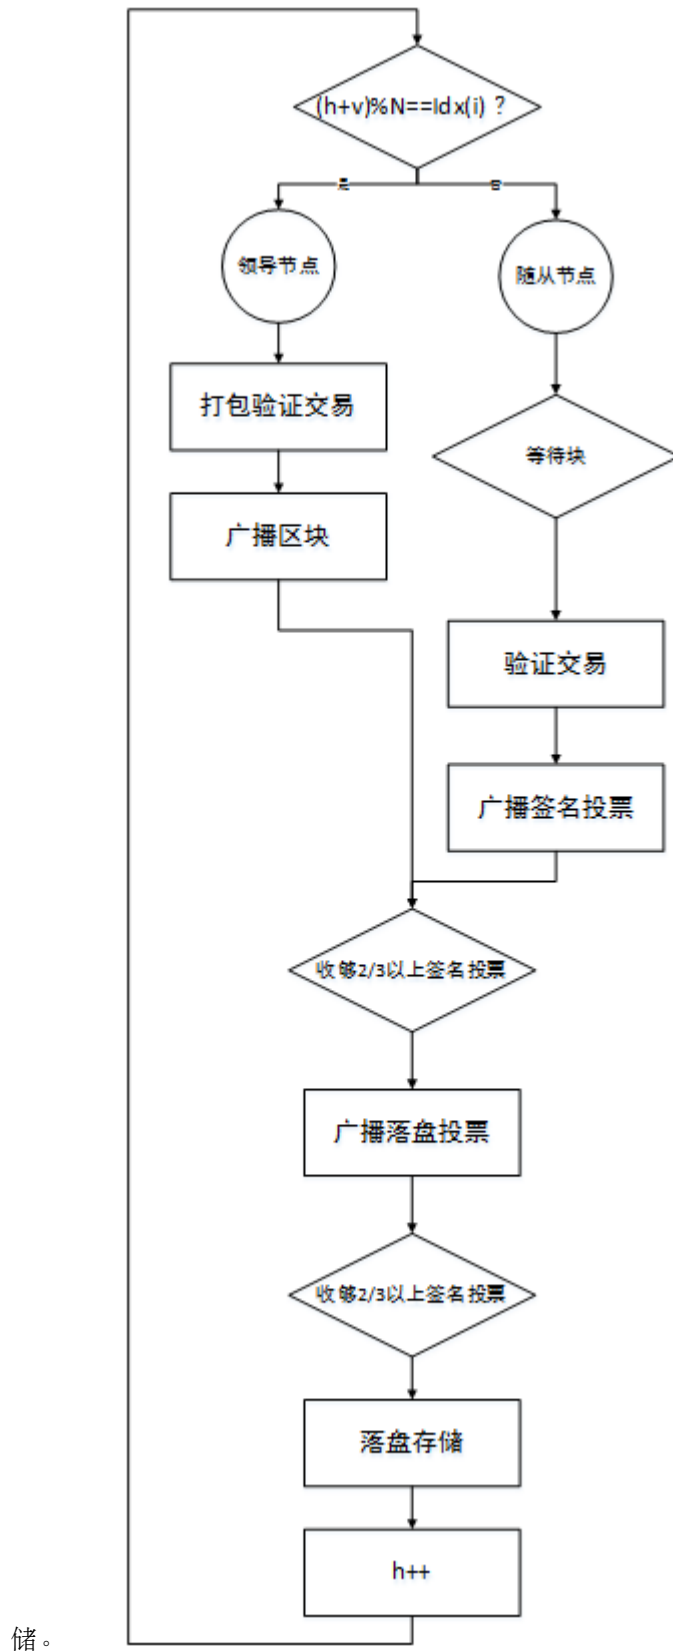 (h+v)%N==Idx(i) ?
是
否
领导节点
随从节点
打包验证交易
等待块
广播区块
验证交易
广播签名投票
收够2/3以上签名投票
广播落盘投票
收够2/3以上签名投票
落盘存储
h++
储。